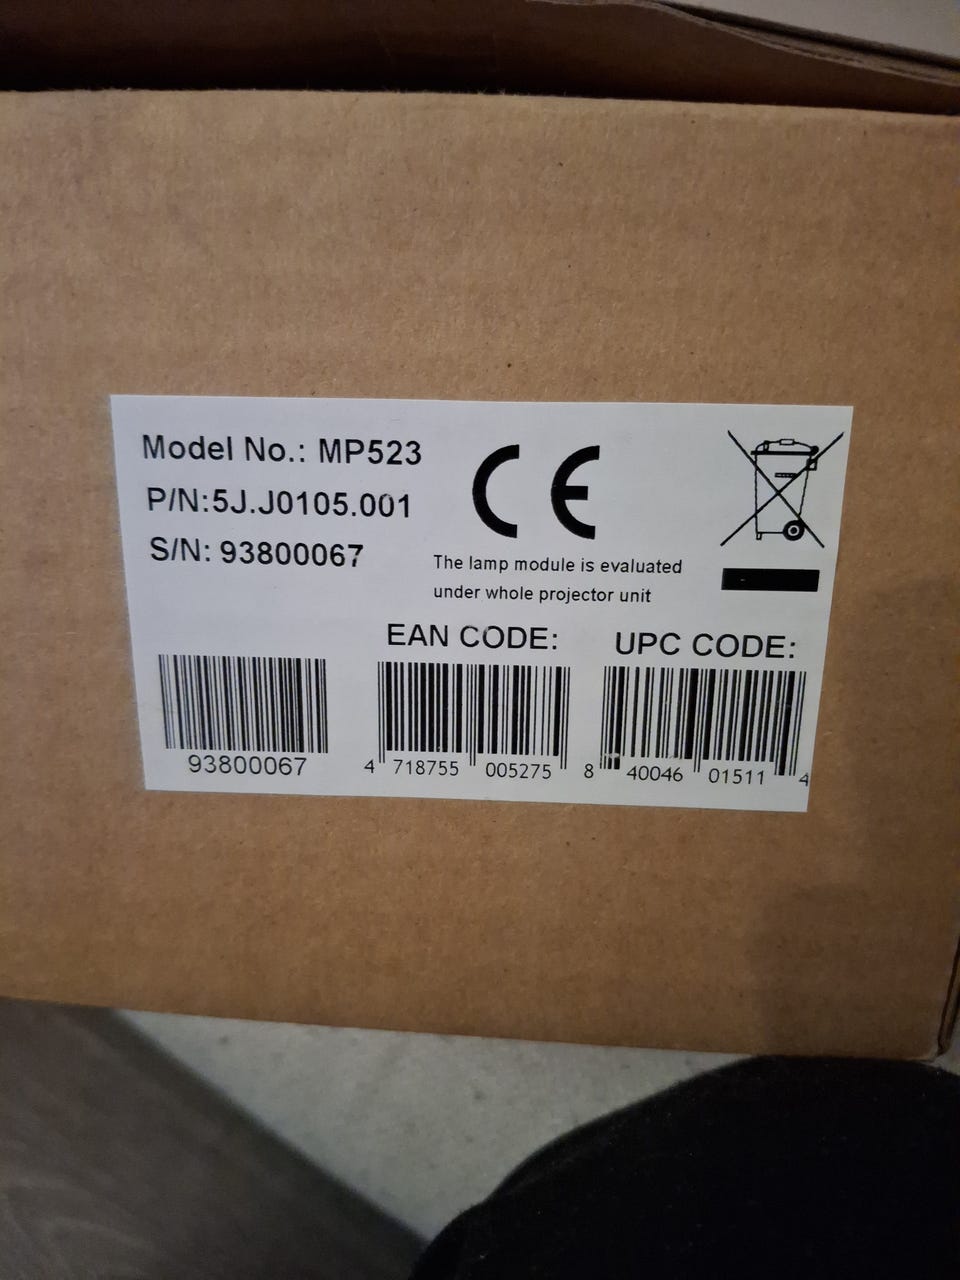 Model No.: MP523
P/N:5J.J0105.001
S/N: 93800067
CE
The lamp module is evaluated
under whole projector unit
EAN CODE:
UPC CODE:
93800067
4 718755 005275
8 40046 01511 4